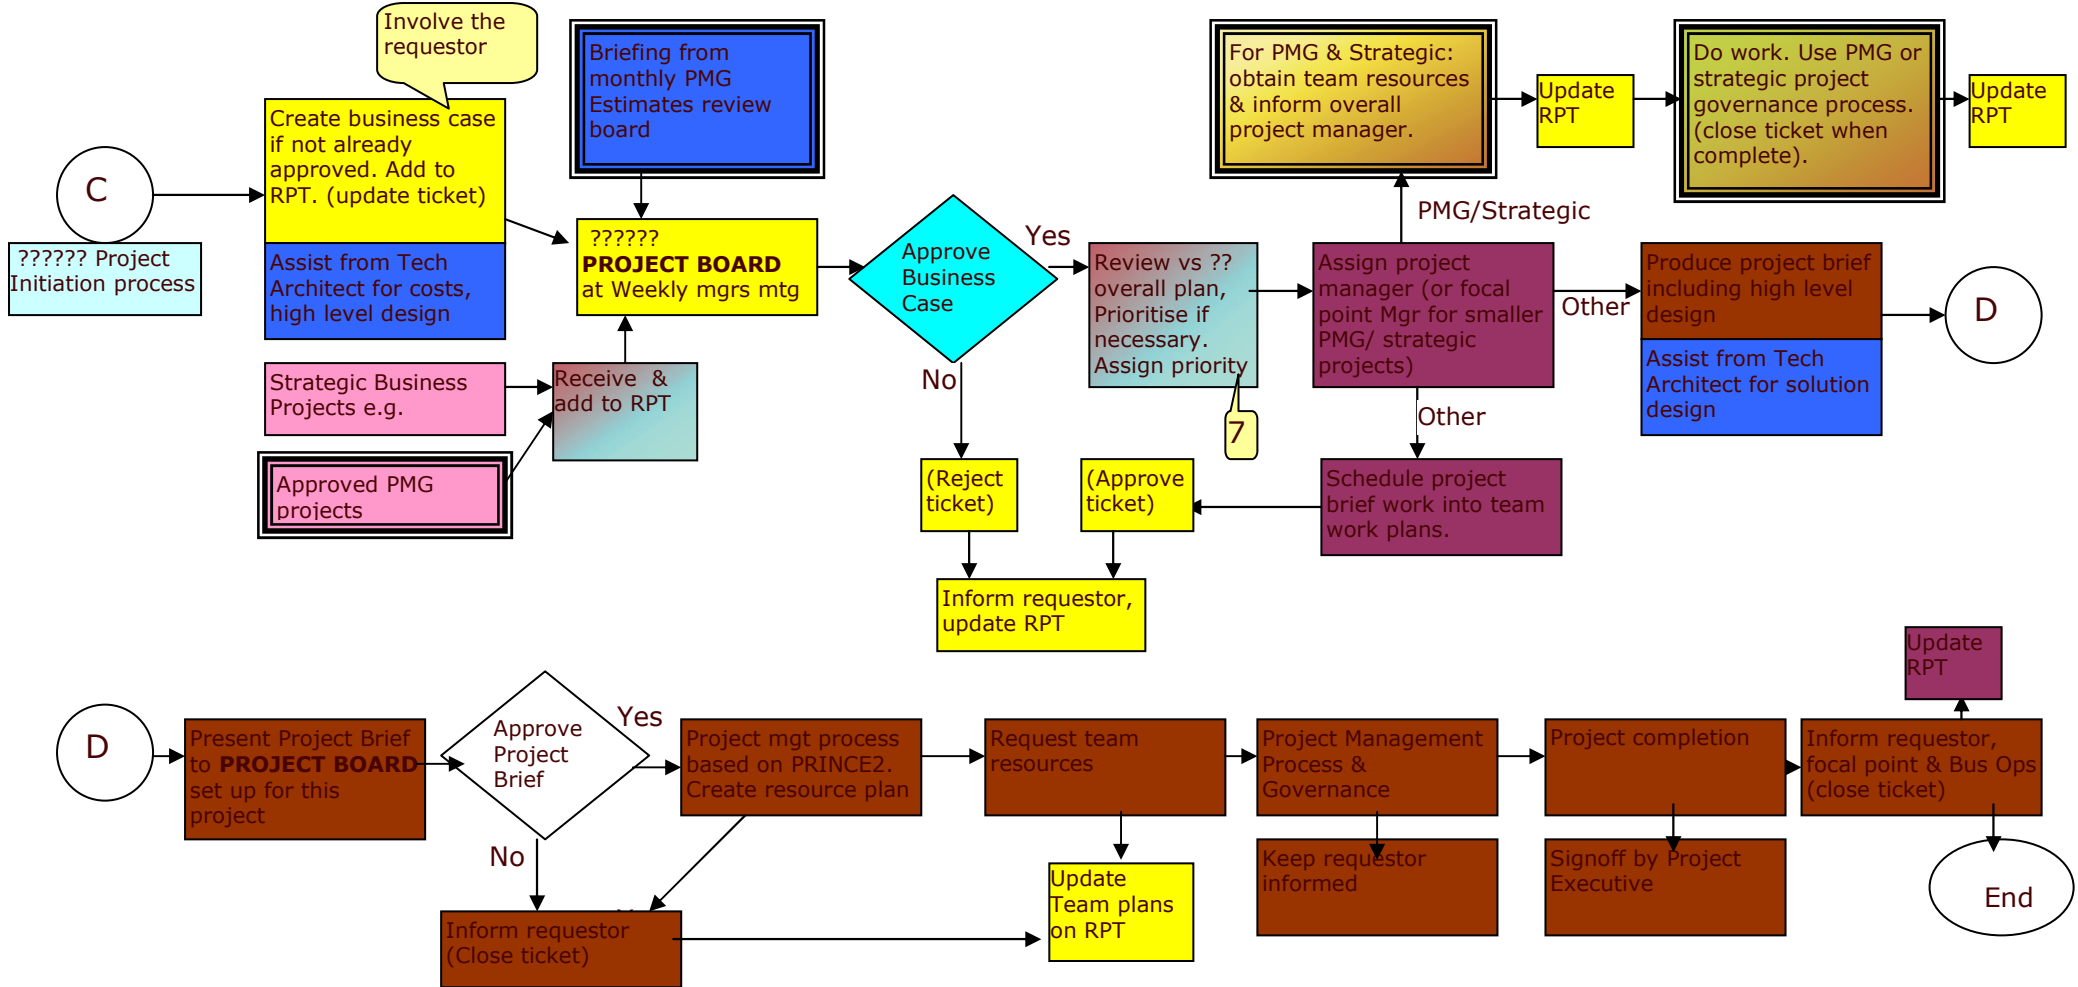 Involve the
requestor
Create business case
if not already
approved. Add to
RPT. (update ticket)
Assist from Tech
Architect for costs,
high level design
C
?????? Project
Initiation process
Strategic Business
Projects e.g.
Approved PMG
projects
Receive  &
add to RPT
Briefing from
monthly PMG
Estimates review
board
??????
PROJECT BOARD
at Weekly mgrs mtg
Approve
Business
Case
Yes
No
Review vs ??
overall plan,
Prioritise if
necessary.
Assign priority
7
Assign project
manager (or focal
point Mgr for smaller
PMG/ strategic
projects)
PMG/Strategic
For PMG & Strategic:
obtain team resources
& inform overall
project manager.
Update
RPT
Do work. Use PMG or
strategic project
governance process.
(close ticket when
complete).
Update
RPT
Other
Produce project brief
including high level
design
Assist from Tech
Architect for solution
design
D
Other
Schedule project
brief work into team
work plans.
(Approve
ticket)
(Reject
ticket)
Inform requestor,
update RPT
D
Present Project Brief
to PROJECT BOARD
set up for this
project
Approve
Project
Brief
Yes
No
Project mgt process
based on PRINCE2.
Create resource plan
Inform requestor
(Close ticket)
Request team
resources
Update
Team plans
on RPT
Project Management
Process &
Governance
Keep requestor
informed
Project completion
Signoff by Project
Executive
Inform requestor,
focal point & Bus Ops
(close ticket)
Update
RPT
End